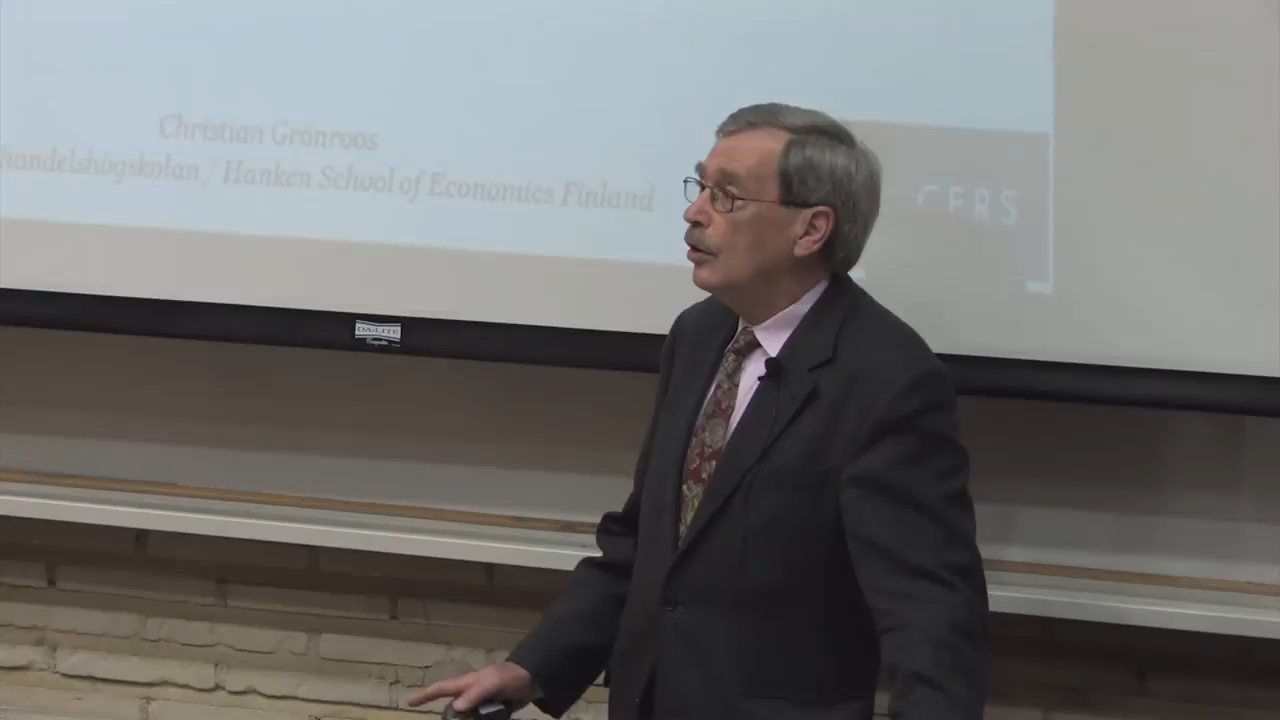 Christian Grönroos
handelshögskolan / Hanken School of Economics Finland
CERS
DA-LITE